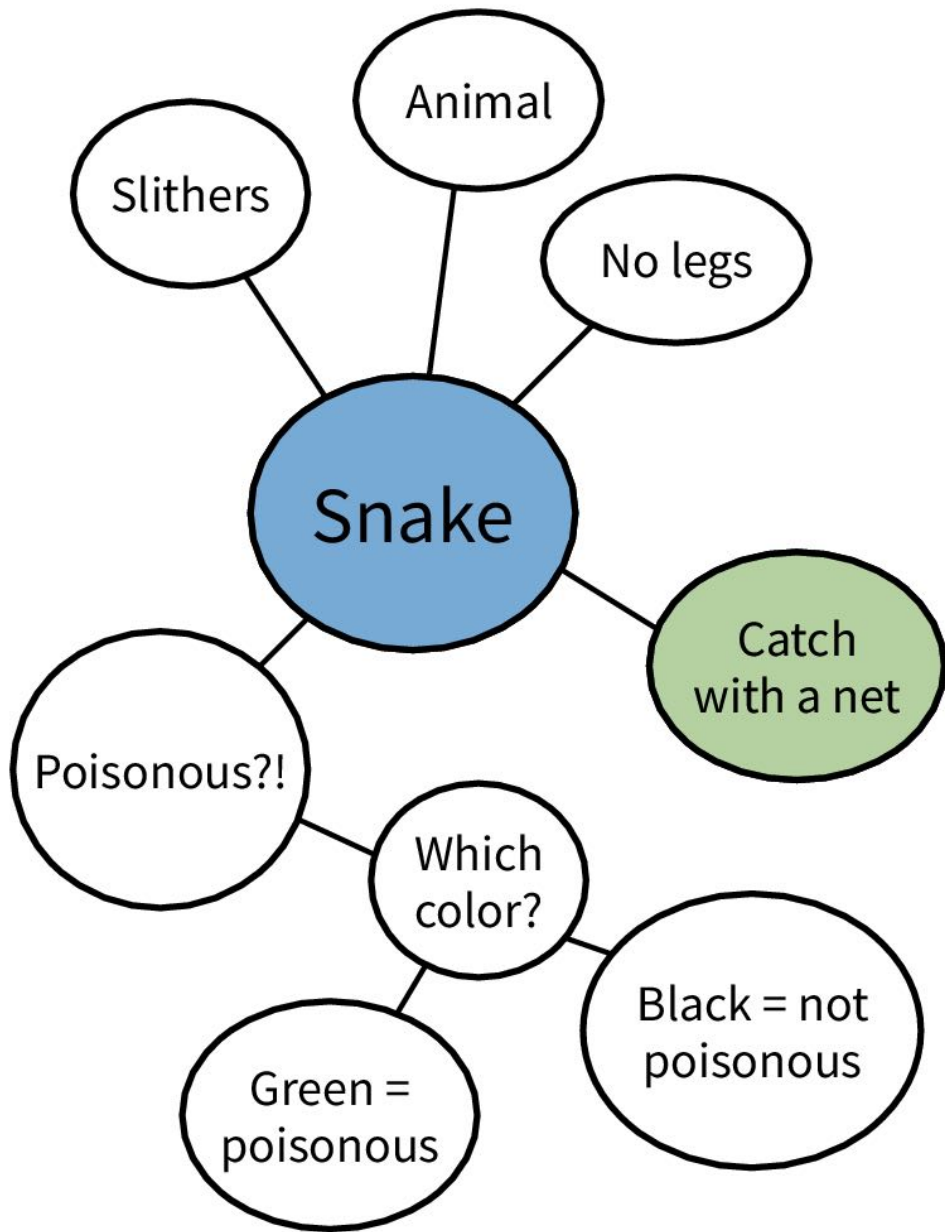 Animal
Slithers
No legs
Snake
Catch
with a net
Poisonous?!
Which
color?
Black = not
poisonous
Green =
poisonous